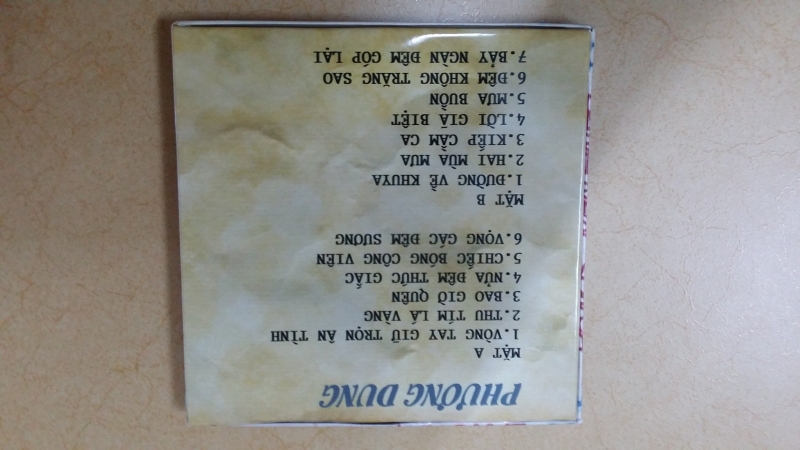 PHƯỢNG DUNG
MẶT A
1.VÒNG TAY GIỮ TRỌN ÂN TÌNH
2.THU TÍM LÁ VÀNG
3.BAO GIỜ QUÊN
4.NỬA ĐÊM THỨC GIẤC
5.CHIẾC BÓNG CÔNG VIÊN
6.VỌNG GÁC ĐÊM SƯƠNG
MẶT B
1.ĐƯỜNG VỀ KHUYA
2.HAI MÙA MƯA
3.KIẾP CẦM CA
4.LỜI GIÃ BIỆT
5.MƯA BUỒN
6.ĐÊM KHÔNG TRĂNG SAO
7.BẢY NGÀN ĐÊM GÓP LẠI